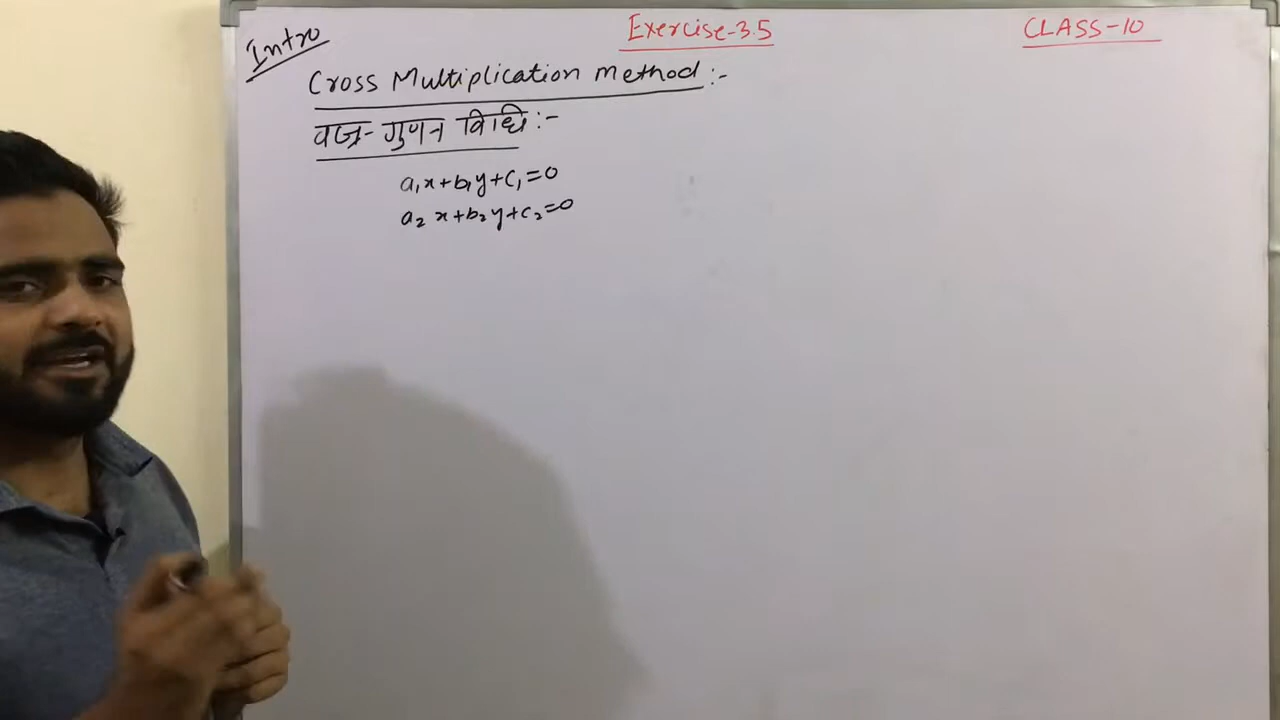 Intro
Exercise-3.5
CLASS-10
Cross Multiplication method:-
वज्र-गुणन विधि:-
a₁x+b₁y+c₁=0
a₂x+b₂y+c₂=0